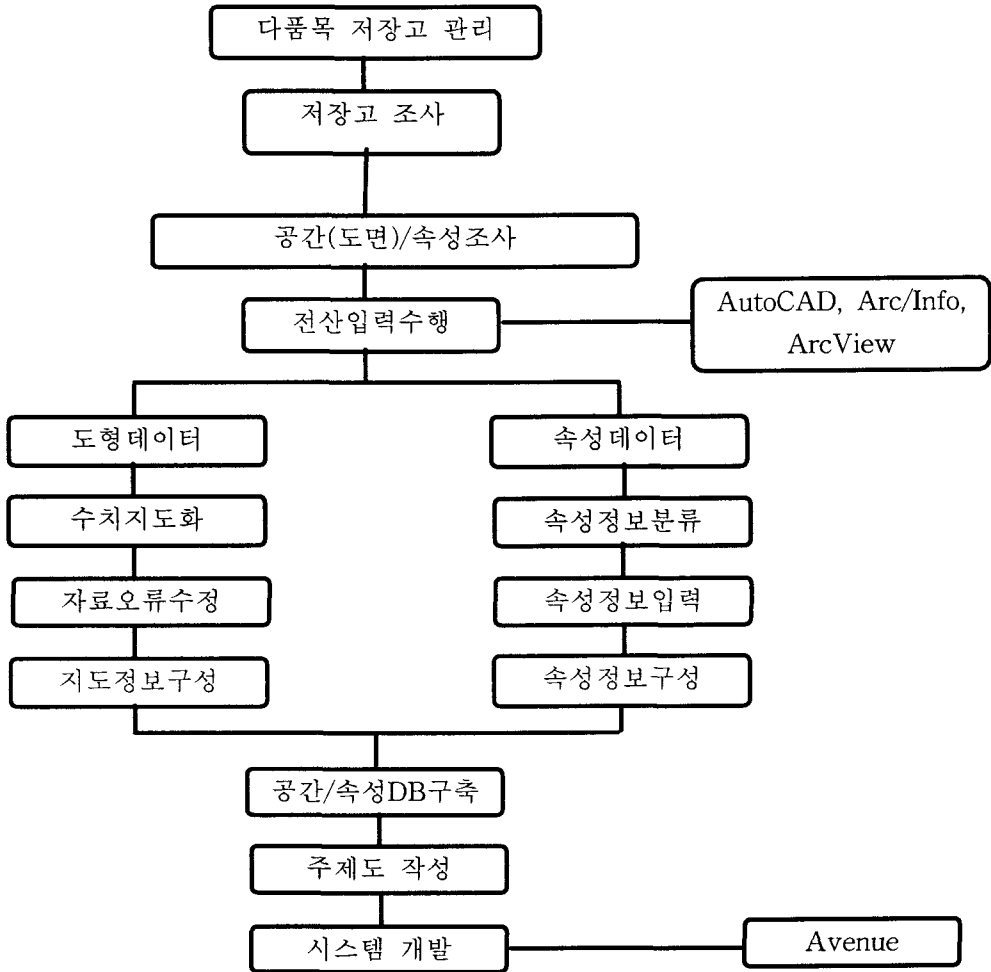 다품목 저장고 관리
저장고 조사
공간(도면)/속성조사
전산입력수행
AutoCAD, Arc/Info,
ArcView
도형데이터
속성데이터
수치지도화
속성정보분류
자료오류수정
속성정보입력
지도정보구성
속성정보구성
공간/속성DB구축
주제도 작성
시스템 개발
Avenue